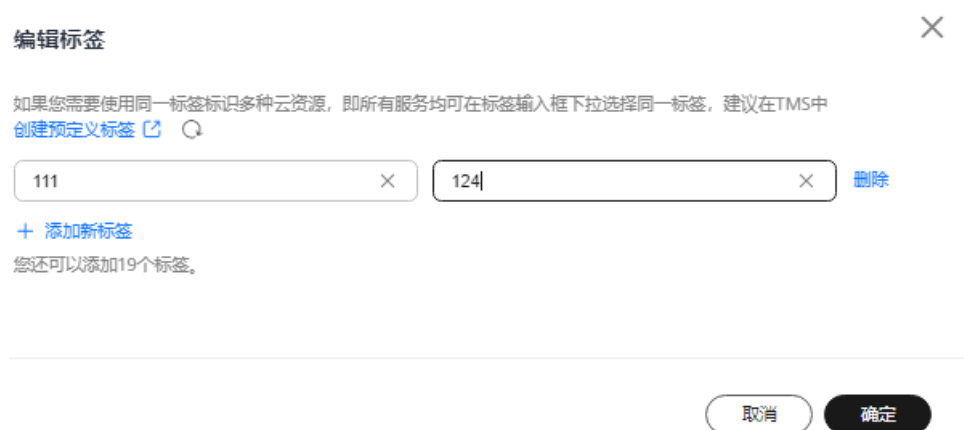 编辑标签
如果您需要使用同一标签标识多种云资源，即所有服务均可在标签输入框下拉选择同一标签，建议在TMS中
创建预定义标签
111 124 删除
添加新标签
您还可以添加19个标签。
取消 确定